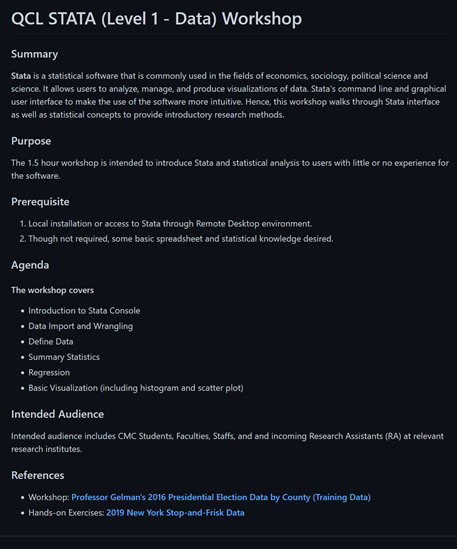 QCL STATA (Level 1 - Data) Workshop
Summary
Stata is a statistical software that is commonly used in the fields of economics, sociology, political science and
science. It allows users to analyze, manage, and produce visualizations of data. Stata's command line and graphical
user interface to make the use of the software more intuitive. Hence, this workshop walks through Stata interface
as well as statistical concepts to provide introductory research methods.
Purpose
The 1.5 hour workshop is intended to introduce Stata and statistical analysis to users with little or no experience for
the software.
Prerequisite
1. Local installation or access to Stata through Remote Desktop environment.
2. Though not required, some basic spreadsheet and statistical knowledge desired.
Agenda
The workshop covers
• Introduction to Stata Console
• Data Import and Wrangling
• Define Data
• Summary Statistics
• Regression
• Basic Visualization (including histogram and scatter plot)
Intended Audience
Intended audience includes CMC Students, Faculties, Staffs, and and incoming Research Assistants (RA) at relevant
research institutes.
References
• Workshop: Professor Gelman's 2016 Presidential Election Data by County (Training Data)
• Hands-on Exercises: 2019 New York Stop-and-Frisk Data